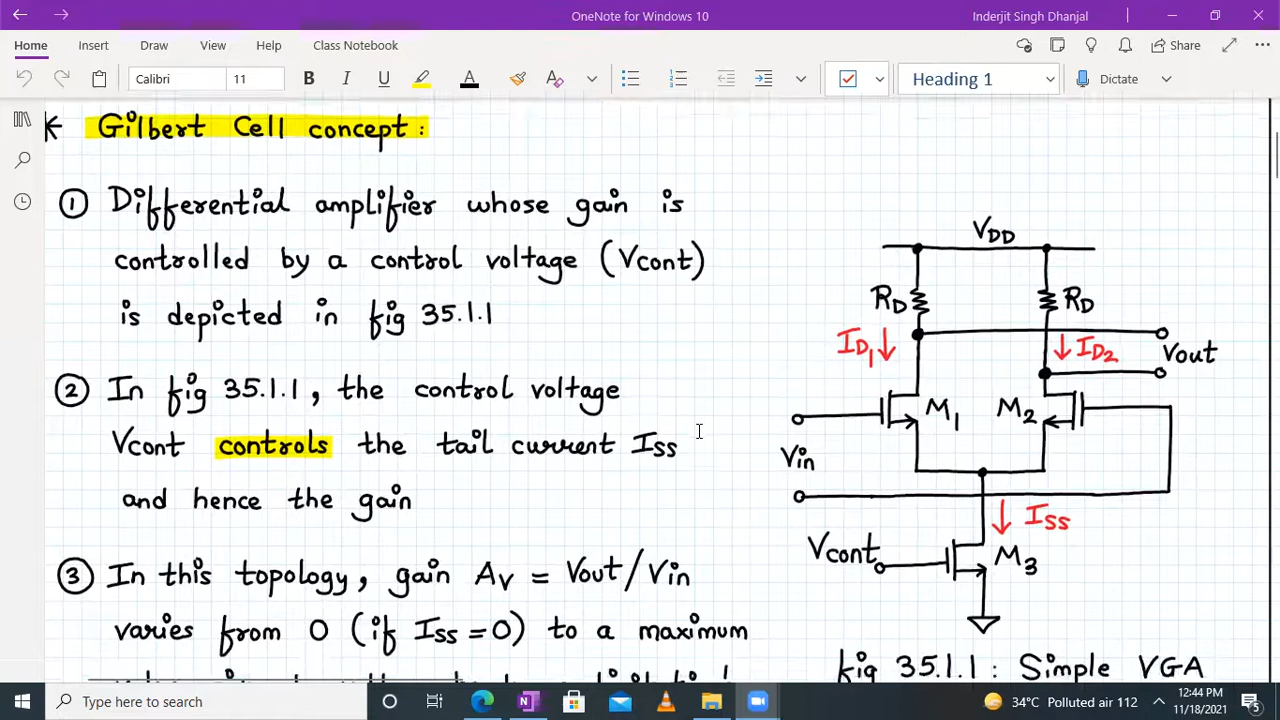 OneNote for Windows 10
Inderjit Singh Dhanjal
Home Insert Draw View Help Class Notebook
Share
Calibri 11 B I U A A Heading 1 Dictate
Gilbert Cell concept:
1 Differential amplifier whose gain is
controlled by a control voltage (Vcont)
is depicted in fig 35.1.1
2 In fig 35.1.1, the control voltage
Vcont controls the tail current ISS
and hence the gain
3 In this topology, gain AV = Vout/Vin
varies from 0 (if ISS=0) to a maximum
VDD
RD RD
ID1 ID2
Vout
M1 M2
Vin
ISS
Vcont
M3
fig 35.1.1: Simple VGA
Type here to search
34°C Polluted air 112
12:44 PM
11/18/2021
5